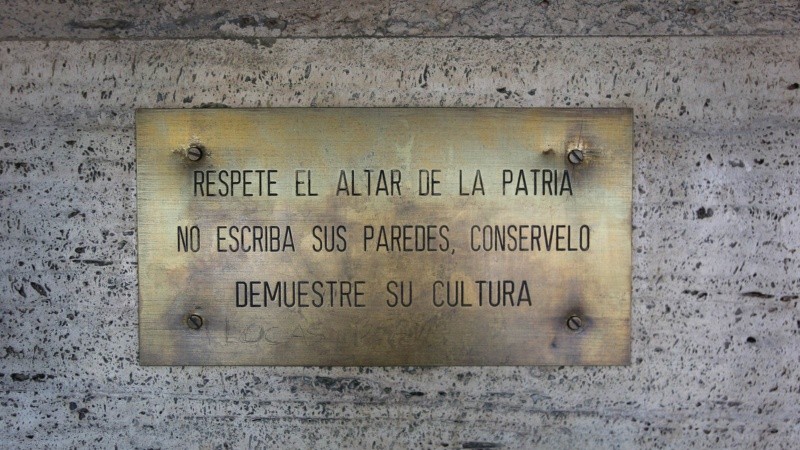 RESPETE EL ALTAR DE LA PATRIA
NO ESCRIBA SUS PAREDES, CONSERVELO
DEMUESTRE SU CULTURA